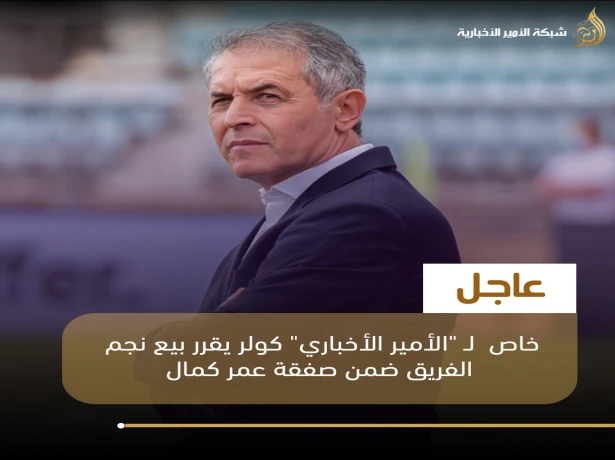 شبكة الأمير الأخبارية
عاجل
خاص لـ "الأمير الأخباري" كولر يقرر بيع نجم
الفريق ضمن صفقة عمر كمال